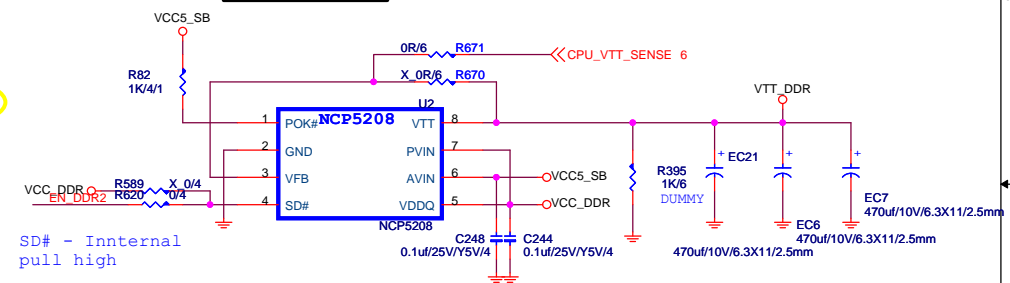 VCC5_SB
R82
1K/4/1
0R/6 R671
CPU_VTT_SENSE 6
X_0R/6 R670
U2
NCP5208
1 POK# VTT 8
2 GND PVIN 7
3 VFB AVIN 6
4 SD# VDDQ 5
NCP5208
VCC5_SB
VCC_DDR
VCC_DDR
R589 X_0/4
EN_DDR2
R620 0/4
SD# - Innternal
pull high
C248
0.1uf/25V/Y5V/4
C244
0.1uf/25V/Y5V/4
R395
1K/6
DUMMY
VTT_DDR
+ EC21
470uf/10V/6.3X11/2.5mm
+
EC6
470uf/10V/6.3X11/2.5mm
+
EC7
470uf/10V/6.3X11/2.5mm